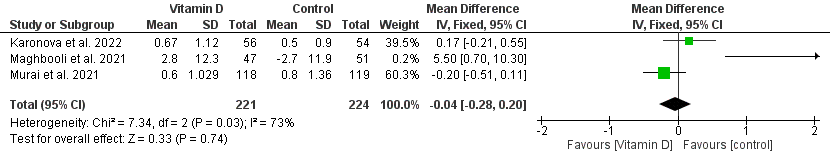 Vitamin D Control Mean Difference Mean Difference
Study or Subgroup Mean SD Total Mean SD Total Weight IV, Fixed, 95% CI IV, Fixed, 95% CI
Karonova et al. 2022 0.67 1.12 56 0.5 0.9 54 39.5% 0.17 [-0.21, 0.55]
Maghbooli et al. 2021 2.8 12.3 47 -2.7 11.9 51 0.2% 5.50 [0.70, 10.30]
Murai et al. 2021 0.6 1.029 118 0.8 1.36 119 60.3% -0.20 [-0.51, 0.11]
Total (95% CI) 221 224 100.0% -0.04 [-0.28, 0.20]
Heterogeneity: Chi² = 7.34, df = 2 (P = 0.03); I² = 73%
Test for overall effect: Z = 0.33 (P = 0.74)
-2 -1 0 1 2
Favours [Vitamin D] Favours [control]